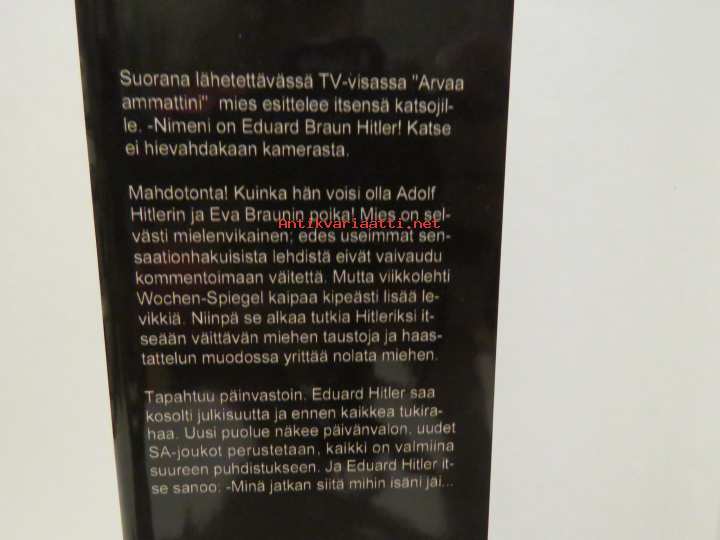 Suorana lähetettävässä TV-visassa "Arvaa
ammattini" mies esittelee itsensä katsojil-
le. -Nimeni on Eduard Braun Hitler! Katse
ei hievahdakaan kamerasta.
Mahdotonta! Kuinka hän voisi olla Adolf
Hitlerin ja Eva Braunin poika! Mies on sel-
Antikvariaatti.net
västi mielenvikainen; edes useimmat sen-
saationhakuisista lehdistä eivät vaivaudu
kommentoimaan väitettä. Mutta viikkolehti
Wochen-Spiegel kaipaa kipeästi lisää le-
vikkiä. Niinpä se alkaa tutkia Hitleriksi it-
seään väittävän miehen taustoja ja haas-
tattelun muodossa yrittää nolata miehen.
Tapahtuu päinvastoin. Eduard Hitler saa
kosolti julkisuutta ja ennen kaikkea tukira-
haa. Uusi puolue näkee päivänvalon, uudet
SA-joukot perustetaan, kaikki on valmiina
suureen puhdistukseen. Ja Eduard Hitler it-
se sanoo: -Minä jatkan siitä mihin isäni jäi...